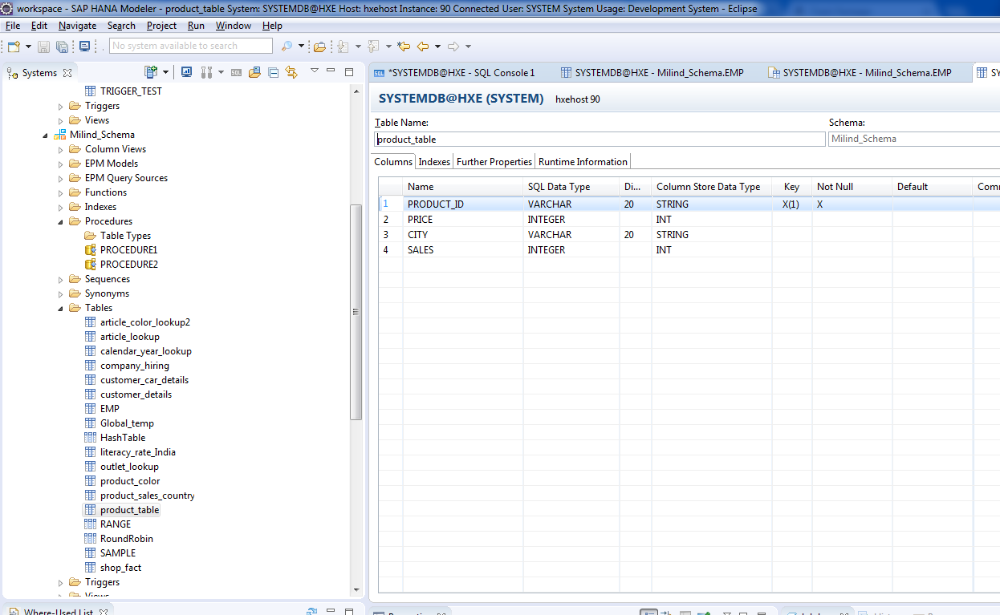 workspace - SAP HANA Modeler - product_table System: SYSTEMDB@HXE Host: hxehost Instance: 90 Connected User: SYSTEM System Usage: Development System - Eclipse
File Edit Navigate Search Project Run Window Help
No system available to search
Systems
TRIGGER_TEST
Triggers
Views
Milind_Schema
Column Views
EPM Models
EPM Query Sources
Functions
Indexes
Procedures
Table Types
PROCEDURE1
PROCEDURE2
Sequences
Synonyms
Tables
article_color_lookup2
article_lookup
calendar_year_lookup
company_hiring
customer_car_details
customer_details
EMP
Global_temp
HashTable
literacy_rate_India
outlet_lookup
product_color
product_sales_country
product_table
RANGE
RoundRobin
SAMPLE
shop_fact
Triggers
Views
Where-Used List
SQL *SYSTEMDB@HXE - SQL Console 1 SYSTEMDB@HXE - Milind_Schema.EMP SYSTEMDB@HXE - Milind_Schema.EMP SY
SYSTEMDB@HXE (SYSTEM) hxehost 90
Table Name: Schema:
product_table Milind_Schema
Columns Indexes Further Properties Runtime Information
Name SQL Data Type Di... Column Store Data Type Key Not Null Default Comm
1 PRODUCT_ID VARCHAR 20 STRING X(1) X
2 PRICE INTEGER INT
3 CITY VARCHAR 20 STRING
4 SALES INTEGER INT